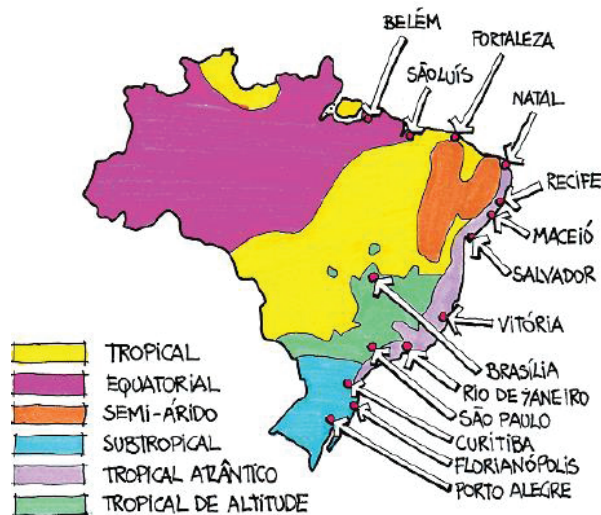 BELÉM
FORTALEZA
SÃO LUÍS
NATAL
RECIFE
MACEIÓ
SALVADOR
VITÓRIA
BRASÍLIA
RIO DE JANEIRO
SÃO PAULO
CURITIBA
FLORIANÓPOLIS
PORTO ALEGRE
TROPICAL
EQUATORIAL
SEMI-ÁRIDO
SUBTROPICAL
TROPICAL ATLÂNTICO
TROPICAL DE ALTITUDE